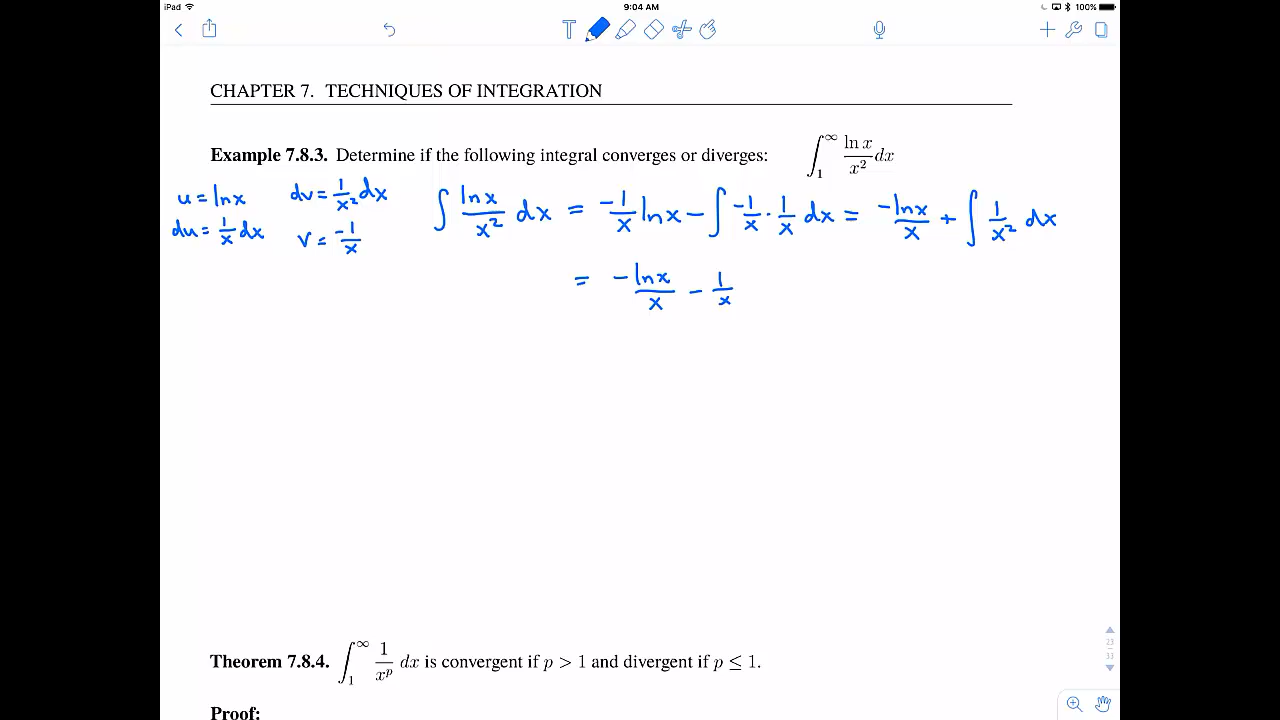 iPad 9:04 AM 100%
T
CHAPTER 7. TECHNIQUES OF INTEGRATION
Example 7.8.3. Determine if the following integral converges or diverges: ∫₁^∞ ln x / x² dx
u = ln x dv = 1/x² dx ∫ ln x / x² dx = -1/x ln x - ∫ -1/x · 1/x dx = -ln x / x + ∫ 1/x² dx
du = 1/x dx v = -1/x
= -ln x / x - 1/x
Theorem 7.8.4. ∫₁^∞ 1/x^p dx is convergent if p > 1 and divergent if p ≤ 1.
23
33
Proof: